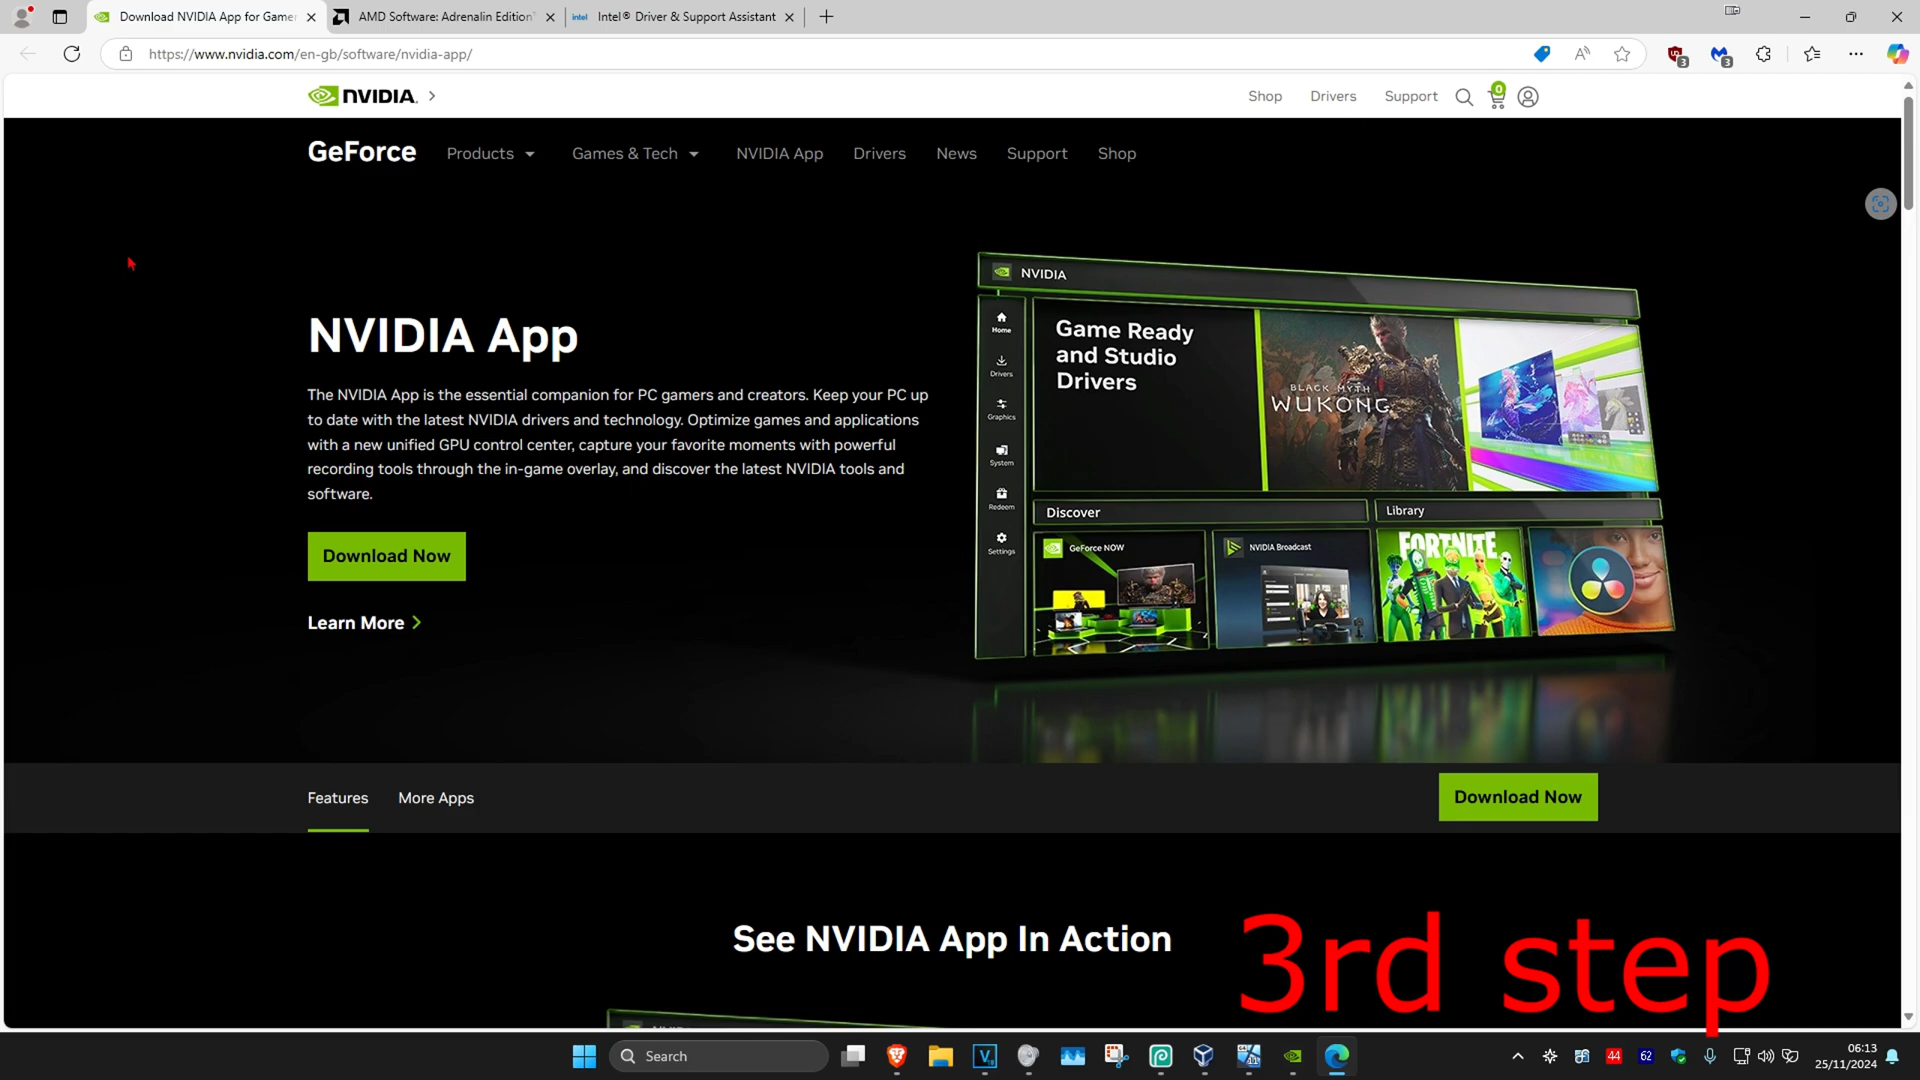 Download NVIDIA App for Gamer
AMD Software: Adrenalin Edition
intel Intel® Driver & Support Assistant
https://www.nvidia.com/en-gb/software/nvidia-app/
3
3
NVIDIA.
Shop Drivers Support 0
GeForce Products Games & Tech NVIDIA App Drivers News Support Shop
NVIDIA App
The NVIDIA App is the essential companion for PC gamers and creators. Keep your PC up
to date with the latest NVIDIA drivers and technology. Optimize games and applications
with a new unified GPU control center, capture your favorite moments with powerful
recording tools through the in-game overlay, and discover the latest NVIDIA tools and
software.
Download Now
Learn More
NVIDIA
Home
Drivers
Graphics
System
Redeem
Settings
Game Ready
and Studio
Drivers
BLACK MYTH
WUKONG
Discover
Library
GeForce NOW
NVIDIA Broadcast
FORTNITE
Features More Apps
Download Now
See NVIDIA App In Action
3rd step
Search
44
62
06:13
25/11/2024